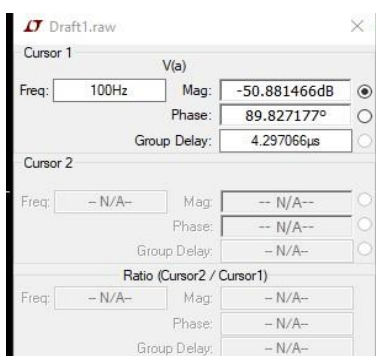 Draft1.raw
Cursor 1
V(a)
Freq: 100Hz Mag: -50.881466dB
Phase: 89.827177°
Group Delay: 4.297066µs
Cursor 2
Freq: -- N/A-- Mag: -- N/A--
Phase: -- N/A--
Group Delay: -- N/A--
Ratio (Cursor2 / Cursor1)
Freq: -- N/A-- Mag: -- N/A--
Phase: -- N/A--
Group Delay: -- N/A--